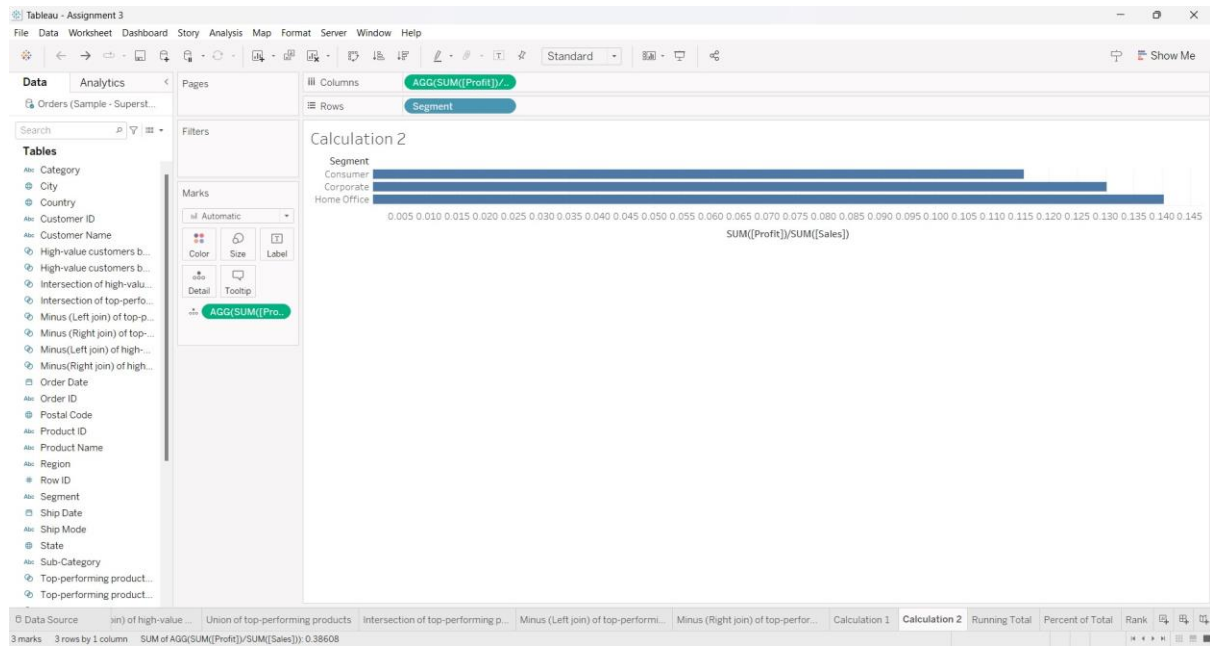 Tableau - Assignment 3
File Data Worksheet Dashboard Story Analysis Map Format Server Window Help
Standard
Show Me
Data Analytics
Orders (Sample - Superst...
Search
Tables
Abc Category
City
Country
Abc Customer ID
Abc Customer Name
High-value customers b...
High-value customers b...
Intersection of high-valu...
Intersection of top-perfo...
Minus (Left join) of top-p...
Minus (Right join) of top-...
Minus(Left join) of high-...
Minus(Right join) of high...
Order Date
Abc Order ID
Postal Code
Abc Product ID
Abc Product Name
Abc Region
# Row ID
Abc Segment
Ship Date
Abc Ship Mode
State
Abc Sub-Category
Top-performing product...
Top-performing product...
Pages
Filters
Marks
Automatic
Color Size Label
Detail Tooltip
AGG(SUM([Pro..
Columns AGG(SUM([Profit])/..
Rows Segment
Calculation 2
Segment
Consumer
Corporate
Home Office
0.005 0.010 0.015 0.020 0.025 0.030 0.035 0.040 0.045 0.050 0.055 0.060 0.065 0.070 0.075 0.080 0.085 0.090 0.095 0.100 0.105 0.110 0.115 0.120 0.125 0.130 0.135 0.140 0.145
SUM([Profit])/SUM([Sales])
Data Source oin) of high-value ... Union of top-performing products Intersection of top-performing p... Minus (Left join) of top-performi... Minus (Right join) of top-perfor... Calculation 1 Calculation 2 Running Total Percent of Total Rank
3 marks 3 rows by 1 column SUM of AGG(SUM([Profit])/SUM([Sales])): 0.38608